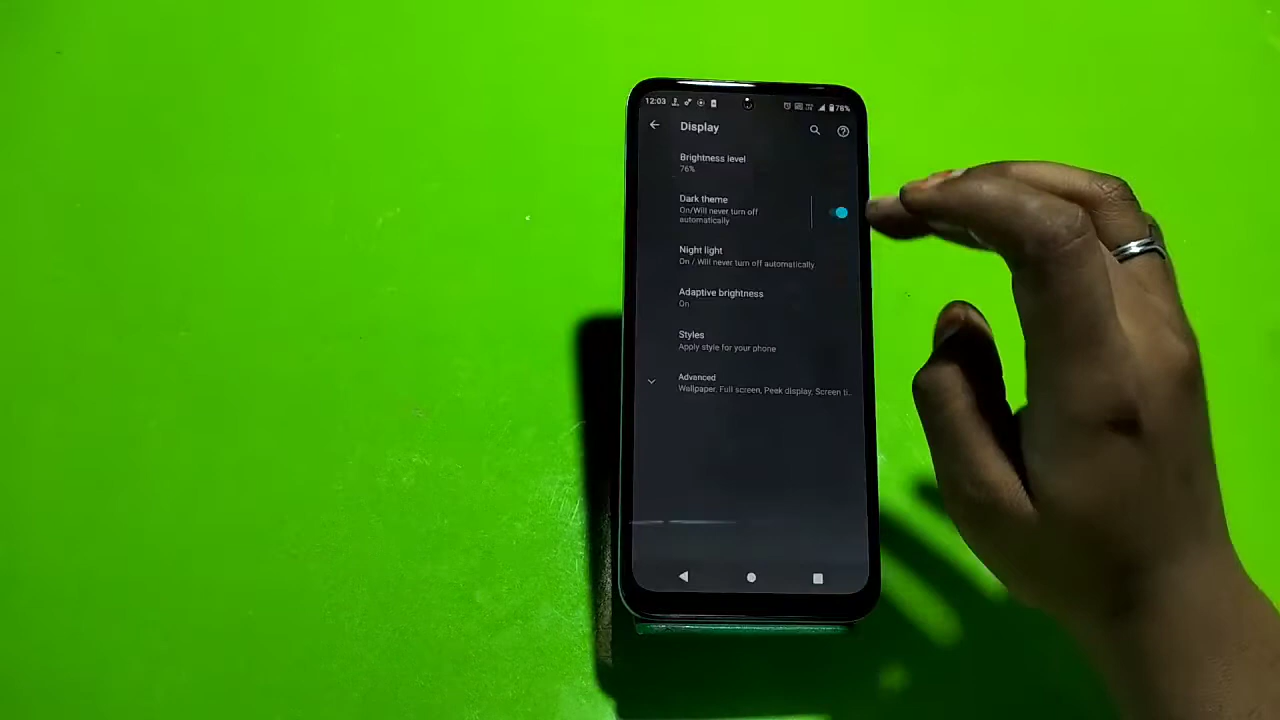 12:03
78%
Display
Brightness level
76%
Dark theme
On/Will never turn off
automatically
Night light
On / Will never turn off automatically
Adaptive brightness
On
Styles
Apply style for your phone
Advanced
Wallpaper, Full screen, Peek display, Screen ti..